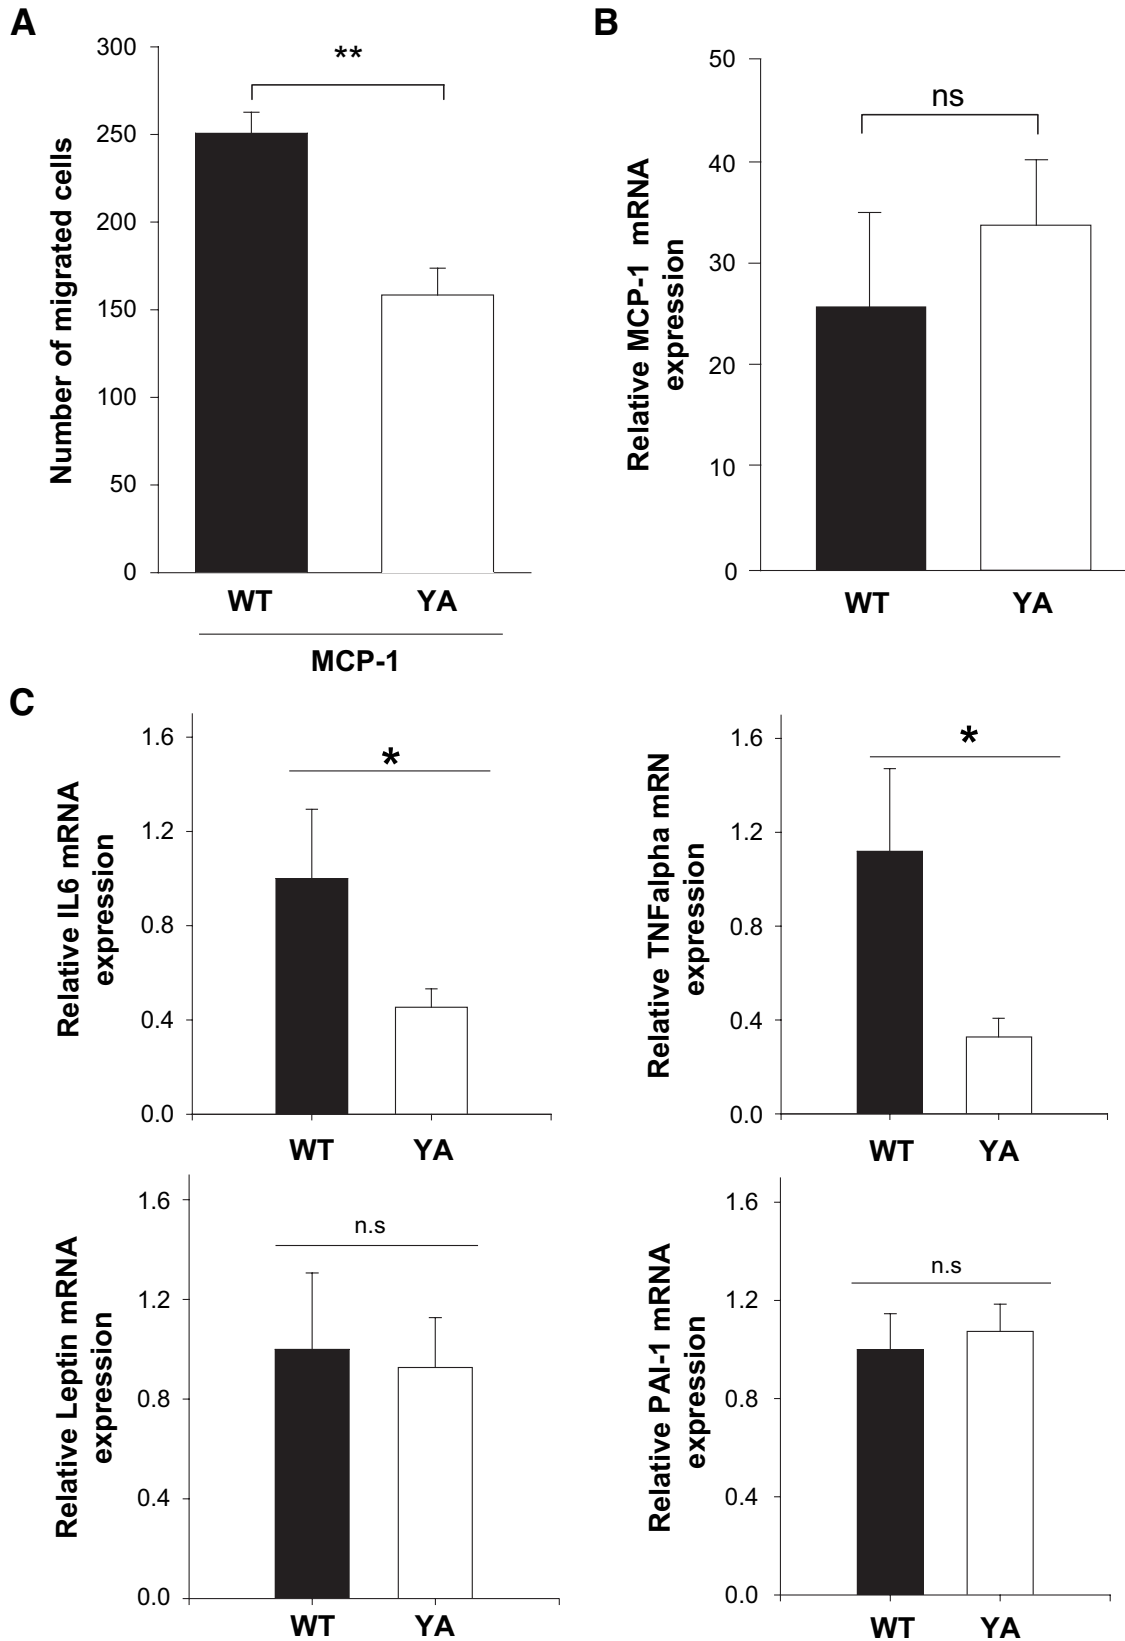 A
300
250
200
150
100
50
0
Number of migrated cells
**
WT YA
MCP-1
B
50
40
30
20
10
0
Relative MCP-1 mRNA
expression
ns
WT YA
C
1.6
1.2
0.8
0.4
0.0
Relative IL6 mRNA
expression
*
WT YA
1.6
1.2
0.8
0.4
0.0
Relative TNFalpha mRN
expression
*
WT YA
1.6
1.2
0.8
0.4
0.0
Relative Leptin mRNA
expression
n.s
WT YA
1.6
1.2
0.8
0.4
0.0
Relative PAI-1 mRNA
expression
n.s
WT YA